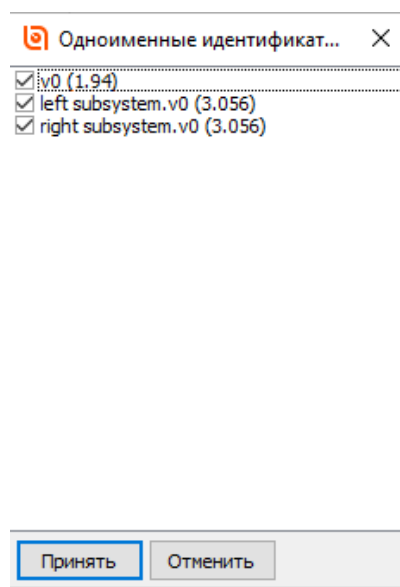 Одноименные идентификат...
v0 (1.94)
left subsystem.v0 (3.056)
right subsystem.v0 (3.056)
Принять Отменить